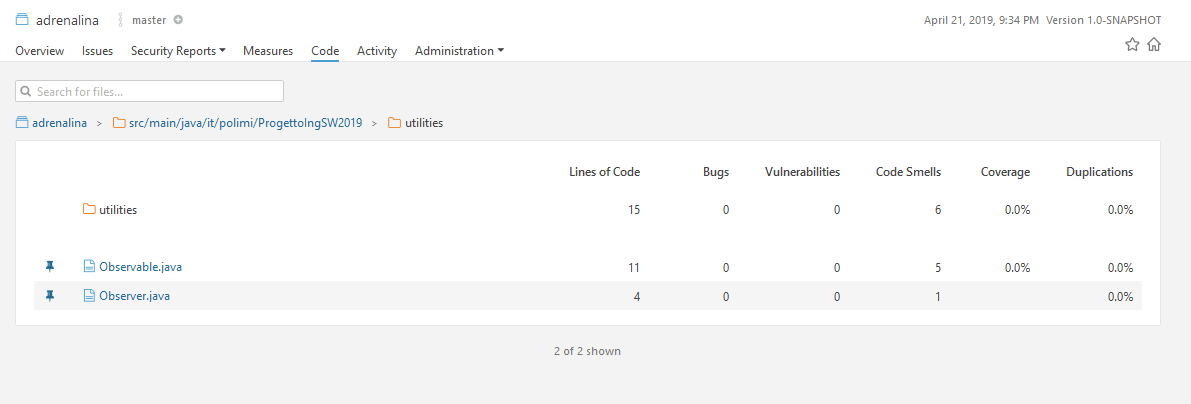 adrenalina master April 21, 2019, 9:34 PM Version 1.0-SNAPSHOT
Overview Issues Security Reports Measures Code Activity Administration
Search for files...
adrenalina > src/main/java/it/polimi/ProgettoIngSW2019 > utilities
Lines of Code Bugs Vulnerabilities Code Smells Coverage Duplications
utilities 15 0 0 6 0.0% 0.0%
Observable.java 11 0 0 5 0.0% 0.0%
Observer.java 4 0 0 1 0.0%
2 of 2 shown